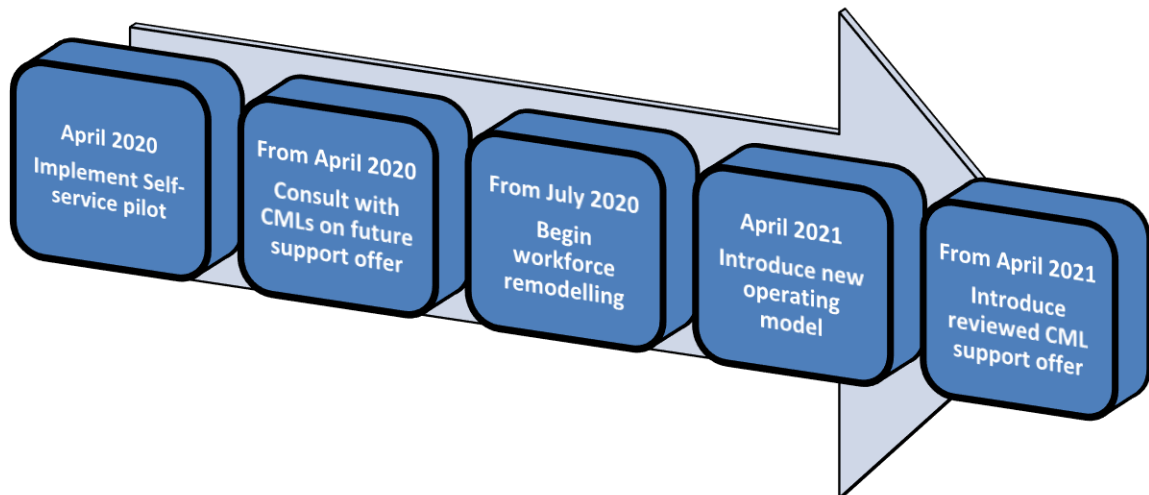 April 2020
Implement Self-
service pilot
From April 2020
Consult with
CMLs on future
support offer
From July 2020
Begin
workforce
remodelling
April 2021
Introduce new
operating
model
From April 2021
Introduce
reviewed CML
support offer